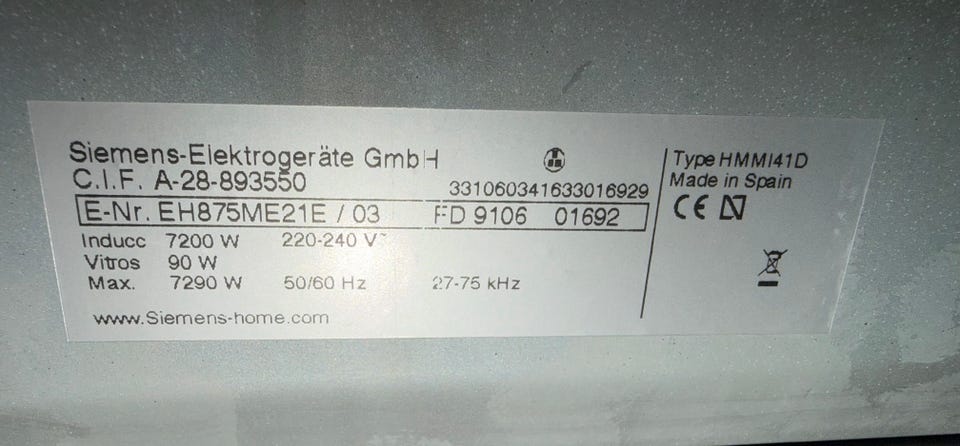 Siemens-Elektrogeräte GmbH
C.I.F. A-28-893550
331060341633016929
E-Nr. EH875ME21E / 03 FD 9106 01692
Inducc 7200 W 220-240 V~
Vitros 90 W
Max. 7290 W 50/60 Hz 27-75 kHz
www.Siemens-home.com
Type HMMI41D
Made in Spain
CE N